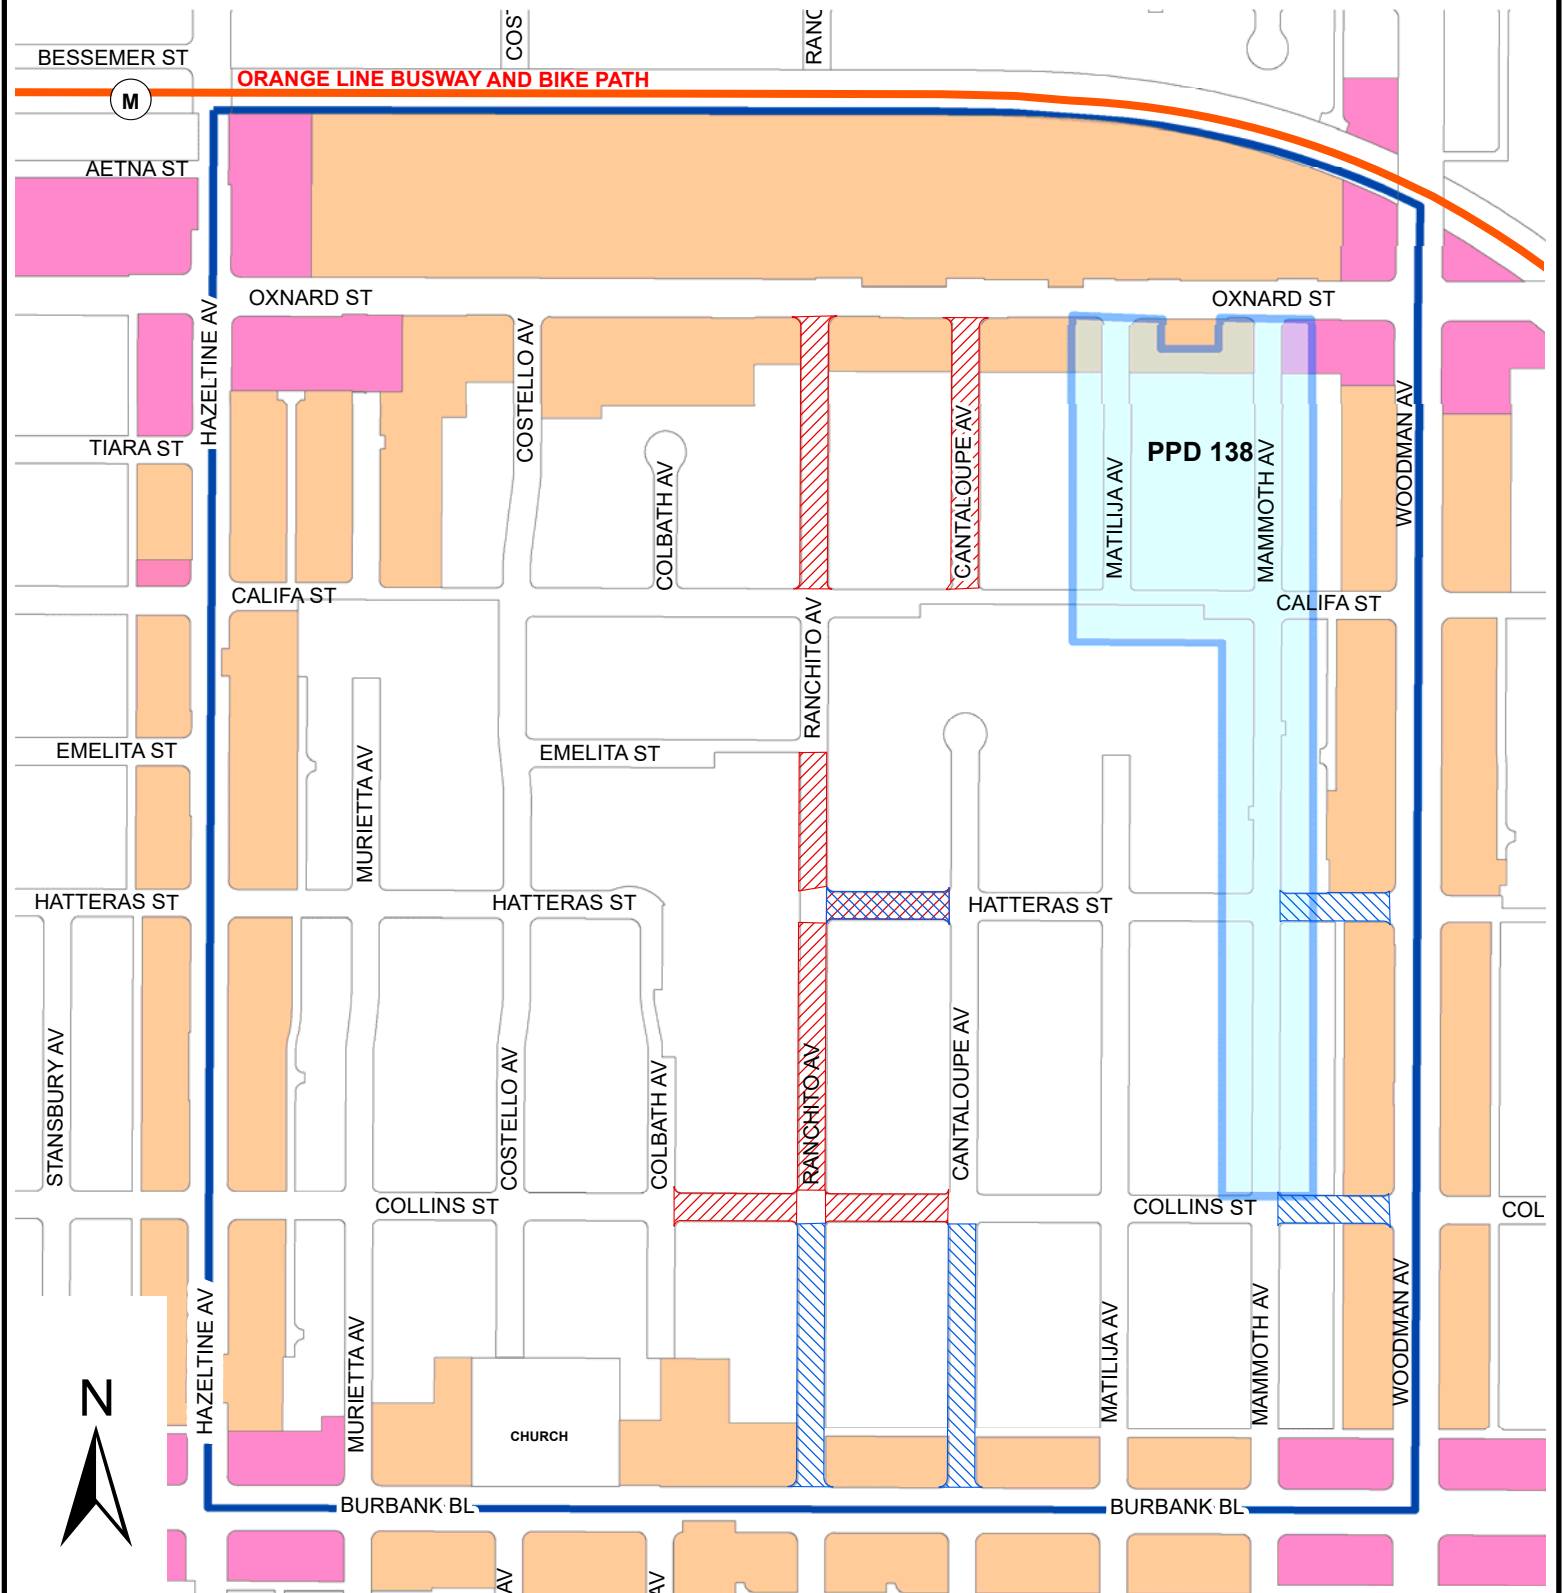 COS
RANC
BESSEMER ST
ORANGE LINE BUSWAY AND BIKE PATH
M
AETNA ST
OXNARD ST
OXNARD ST
HAZELTINE AV
COSTELLO AV
CANTALOUPE AV
WOODMAN AV
PPD 138
TIARA ST
COLBATH AV
MATILIJA AV
MAMMOTH AV
CALIFA ST
CALIFA ST
RANCHITO AV
EMELITA ST
EMELITA ST
MURIETTA AV
HATTERAS ST
HATTERAS ST
HATTERAS ST
STANSBURY AV
COSTELLO AV
COLBATH AV
RANCHITO AV
CANTALOUPE AV
COLLINS ST
COLLINS ST
COL
HAZELTINE AV
MURIETTA AV
MATILIJA AV
MAMMOTH AV
WOODMAN AV
N
CHURCH
BURBANK BL
BURBANK BL
AV
AV